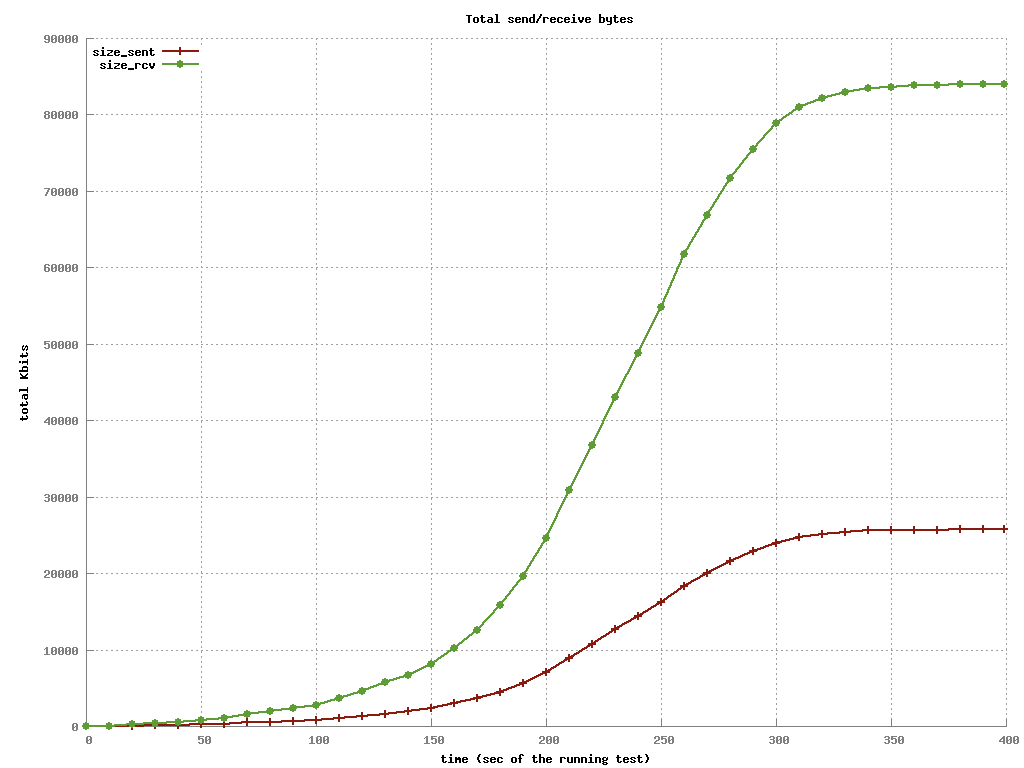 Total send/receive bytes
size_sent
size_rcv
90000
80000
70000
60000
50000
40000
30000
20000
10000
0
total Kbits
0 50 100 150 200 250 300 350 400
time (sec of the running test)